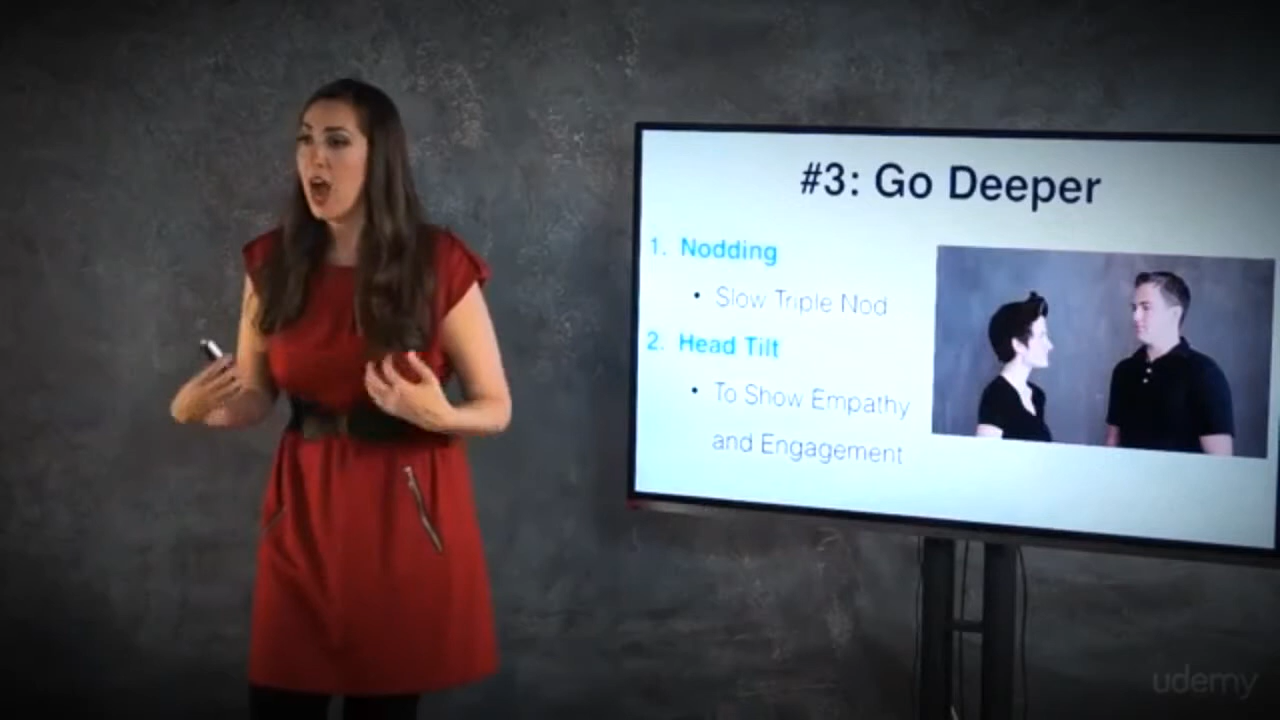 #3: Go Deeper
1. Nodding
• Slow Triple Nod
2. Head Tilt
• To Show Empathy
and Engagement
udemy